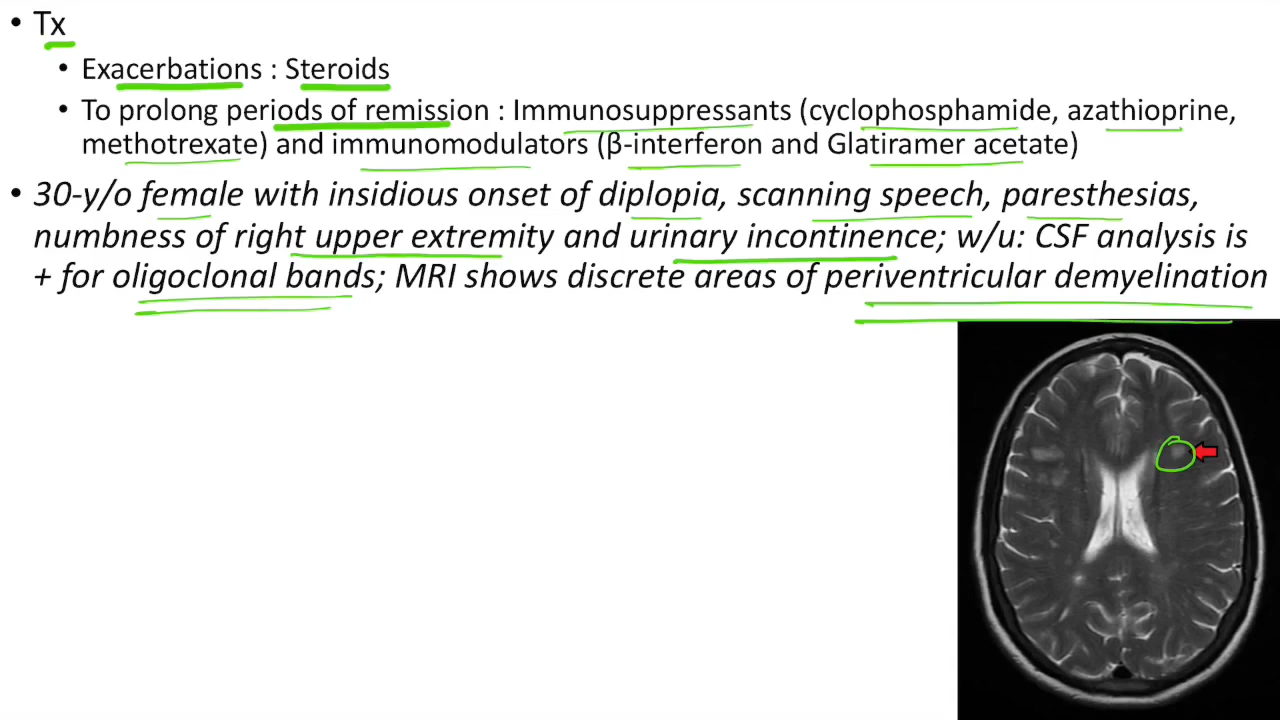 • Tx
• Exacerbations : Steroids
• To prolong periods of remission : Immunosuppressants (cyclophosphamide, azathioprine,
methotrexate) and immunomodulators (β-interferon and Glatiramer acetate)
• 30-y/o female with insidious onset of diplopia, scanning speech, paresthesias,
numbness of right upper extremity and urinary incontinence; w/u: CSF analysis is
+ for oligoclonal bands; MRI shows discrete areas of periventricular demyelination